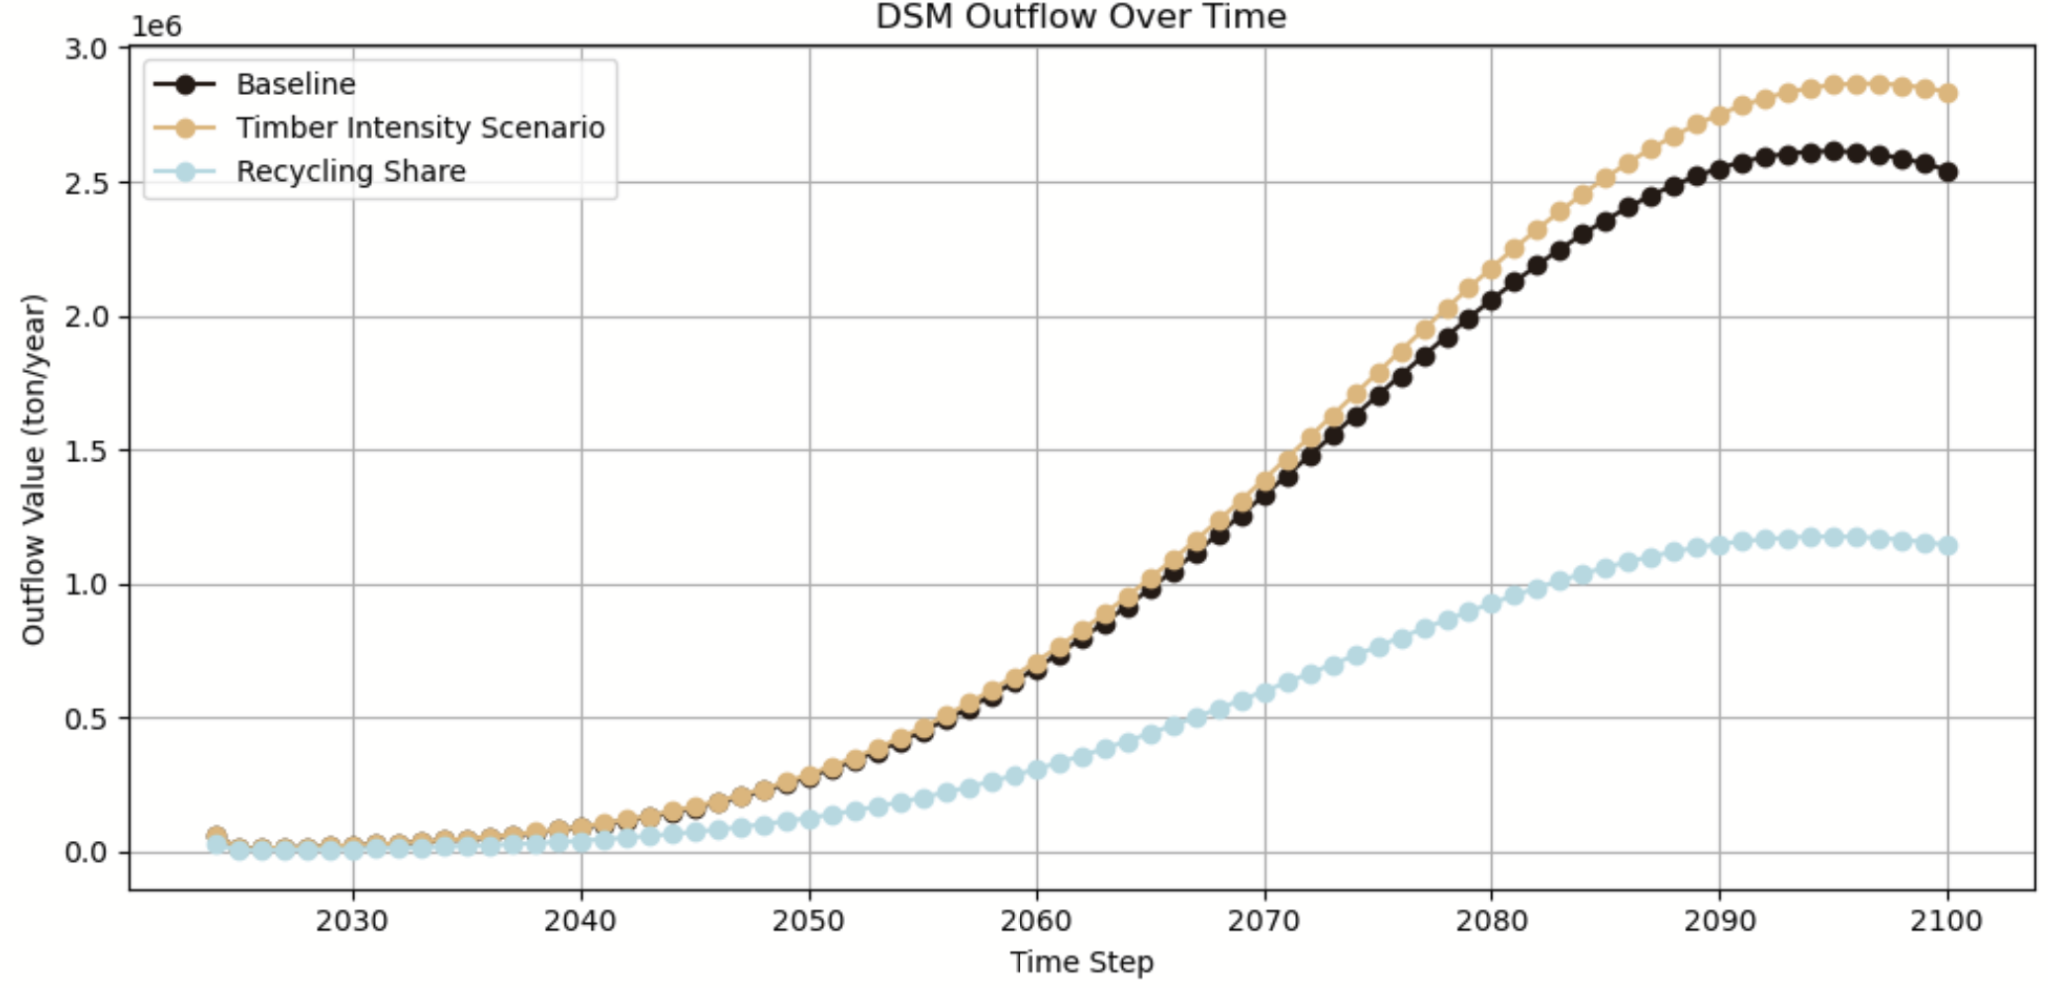 DSM Outflow Over Time
1e6
3.0
2.5
2.0
1.5
1.0
0.5
0.0
Outflow Value (ton/year)
Baseline
Timber Intensity Scenario
Recycling Share
2030 2040 2050 2060 2070 2080 2090 2100
Time Step